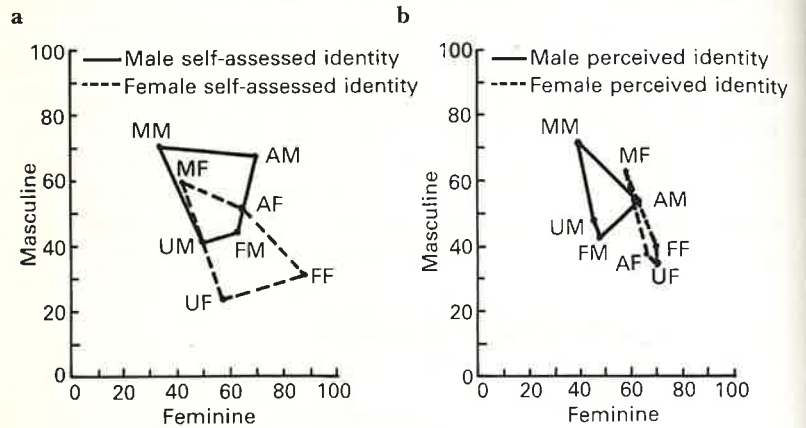 a
100
80
60
40
20
0
Masculine
Male self-assessed identity
Female self-assessed identity
MM
AM
MF
AF
UM
FM
FF
UF
0 20 40 60 80 100
Feminine
b
100
80
60
40
20
0
Masculine
Male perceived identity
Female perceived identity
MM
MF
AM
UM
FM
AF
FF
UF
0 20 40 60 80 100
Feminine